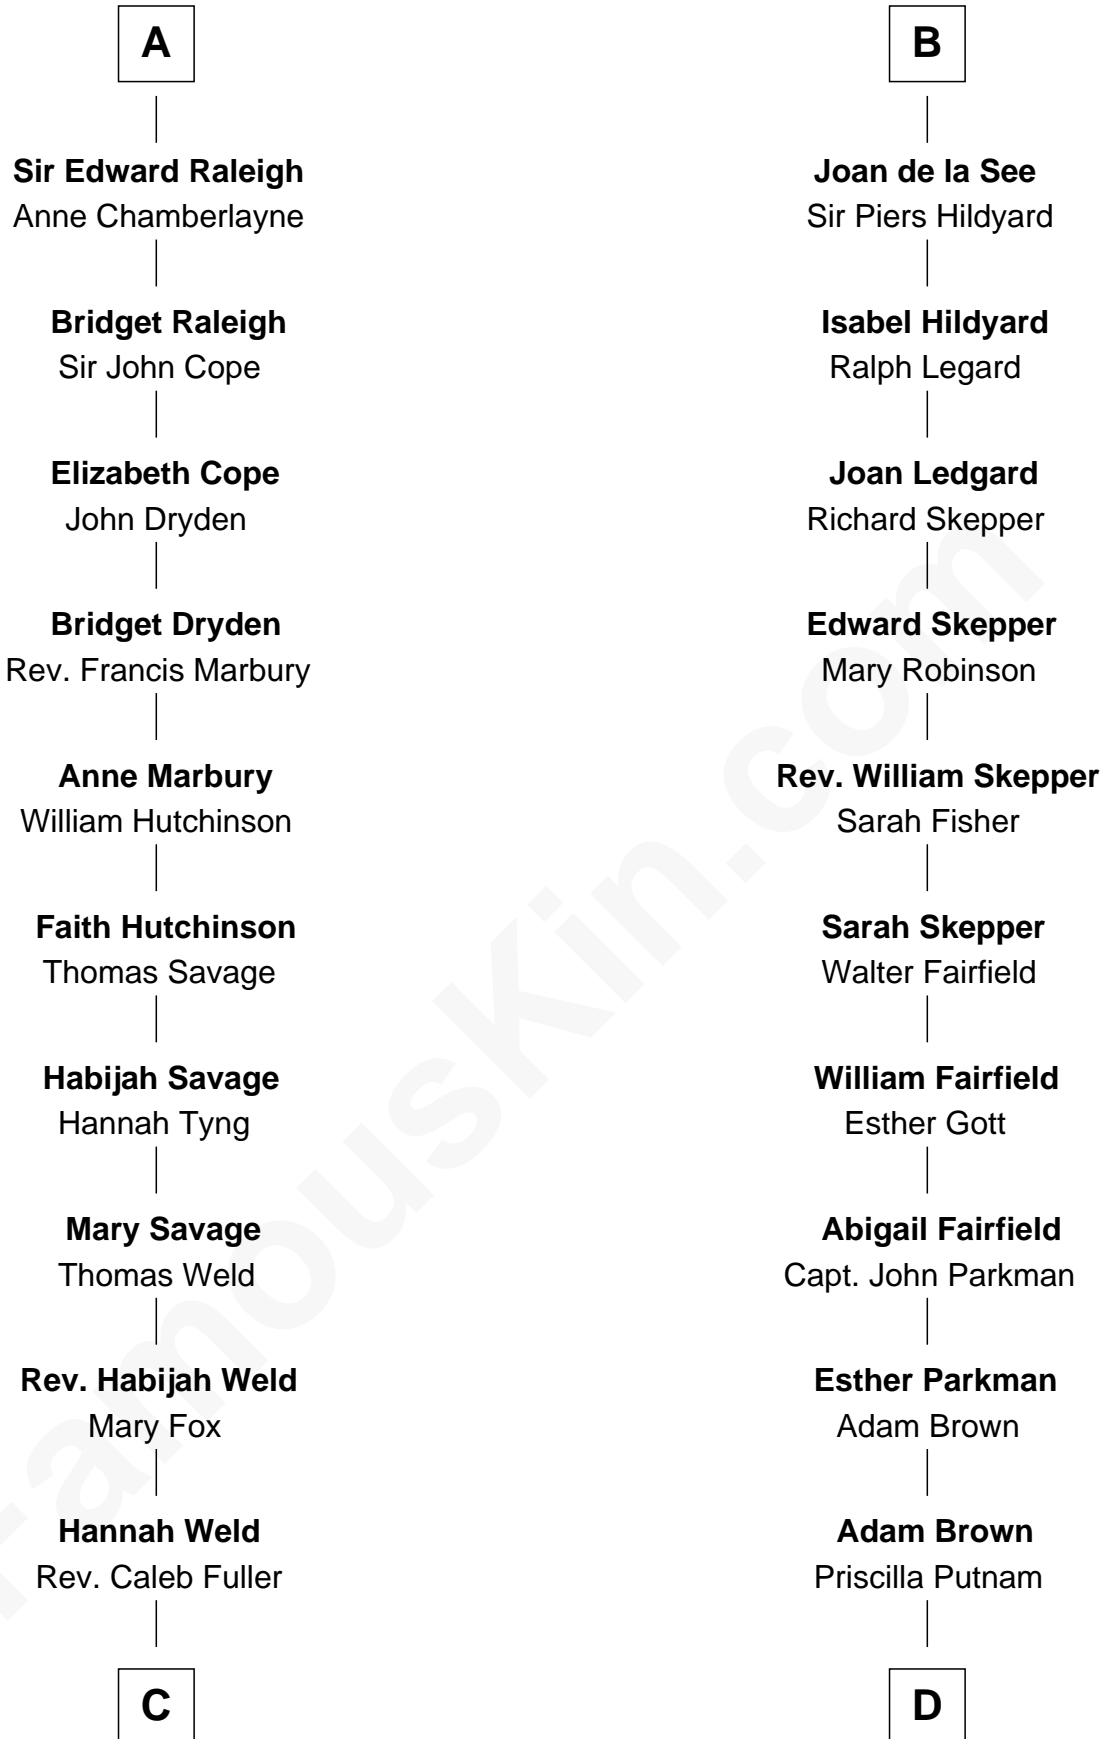 A
Sir Edward Raleigh
Anne Chamberlayne
Bridget Raleigh
Sir John Cope
Elizabeth Cope
John Dryden
Bridget Dryden
Rev. Francis Marbury
Anne Marbury
William Hutchinson
Faith Hutchinson
Thomas Savage
Habijah Savage
Hannah Tyng
Mary Savage
Thomas Weld
Rev. Habijah Weld
Mary Fox
Hannah Weld
Rev. Caleb Fuller
C
B
Joan de la See
Sir Piers Hildyard
Isabel Hildyard
Ralph Legard
Joan Ledgard
Richard Skepper
Edward Skepper
Mary Robinson
Rev. William Skepper
Sarah Fisher
Sarah Skepper
Walter Fairfield
William Fairfield
Esther Gott
Abigail Fairfield
Capt. John Parkman
Esther Parkman
Adam Brown
Adam Brown
Priscilla Putnam
D
FamousKin.com